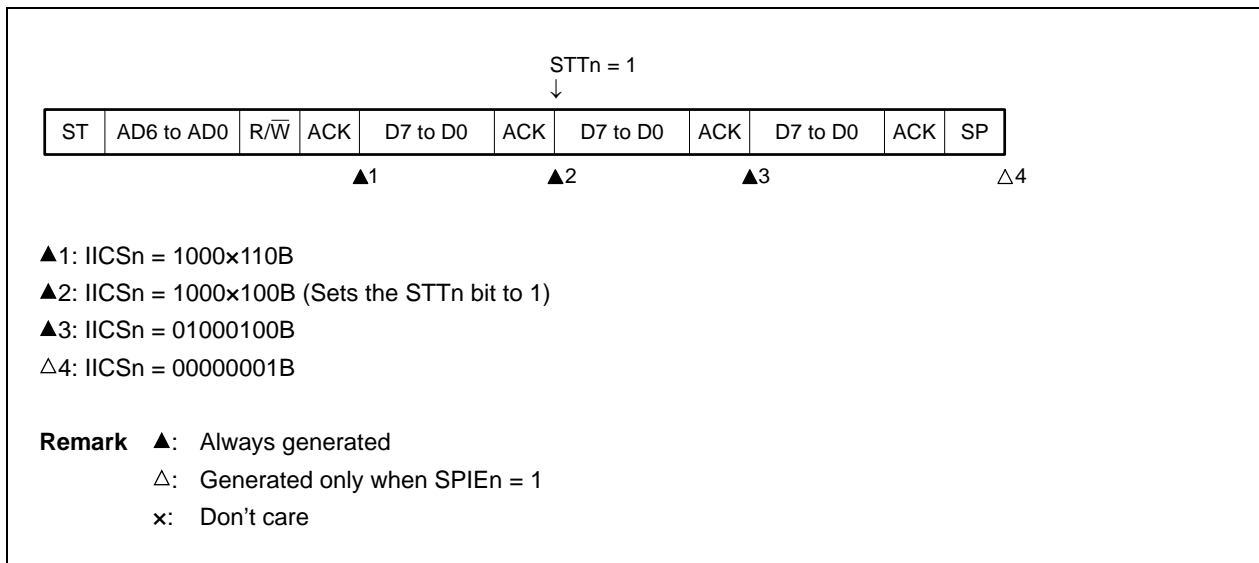 STTn = 1
↓
ST AD6 to AD0 R/W̅ ACK D7 to D0 ACK D7 to D0 ACK D7 to D0 ACK SP
▲1 ▲2 ▲3 △4
▲1: IICSn = 1000×110B
▲2: IICSn = 1000×100B (Sets the STTn bit to 1)
▲3: IICSn = 01000100B
△4: IICSn = 00000001B
Remark ▲: Always generated
△: Generated only when SPIEn = 1
×: Don't care